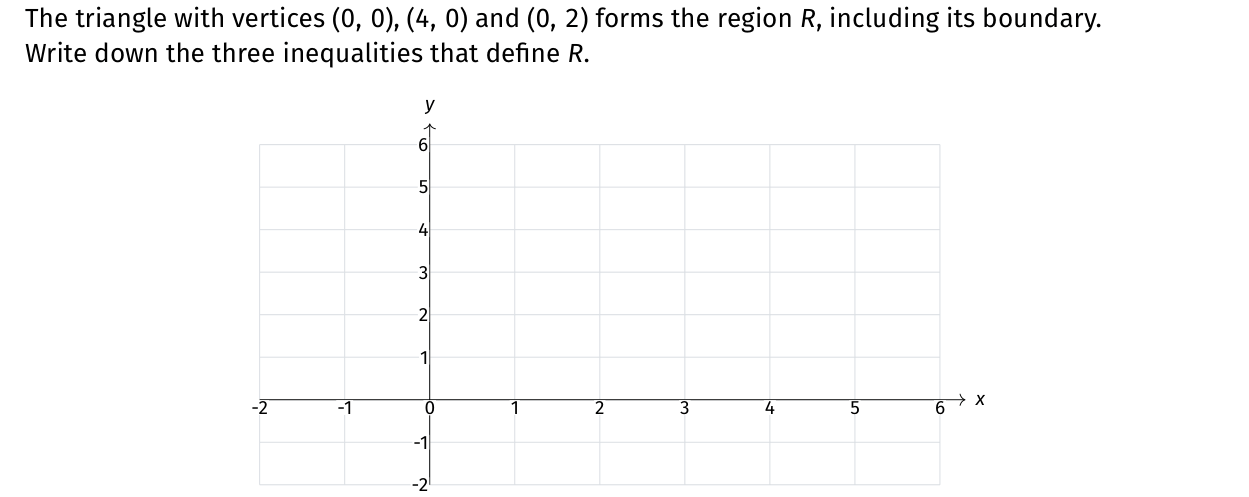 The triangle with vertices (0, 0), (4, 0) and (0, 2) forms the region R, including its boundary.
Write down the three inequalities that define R.
y
6
5
4
3
2
1
-2 -1 0 1 2 3 4 5 6 x
-1
-2